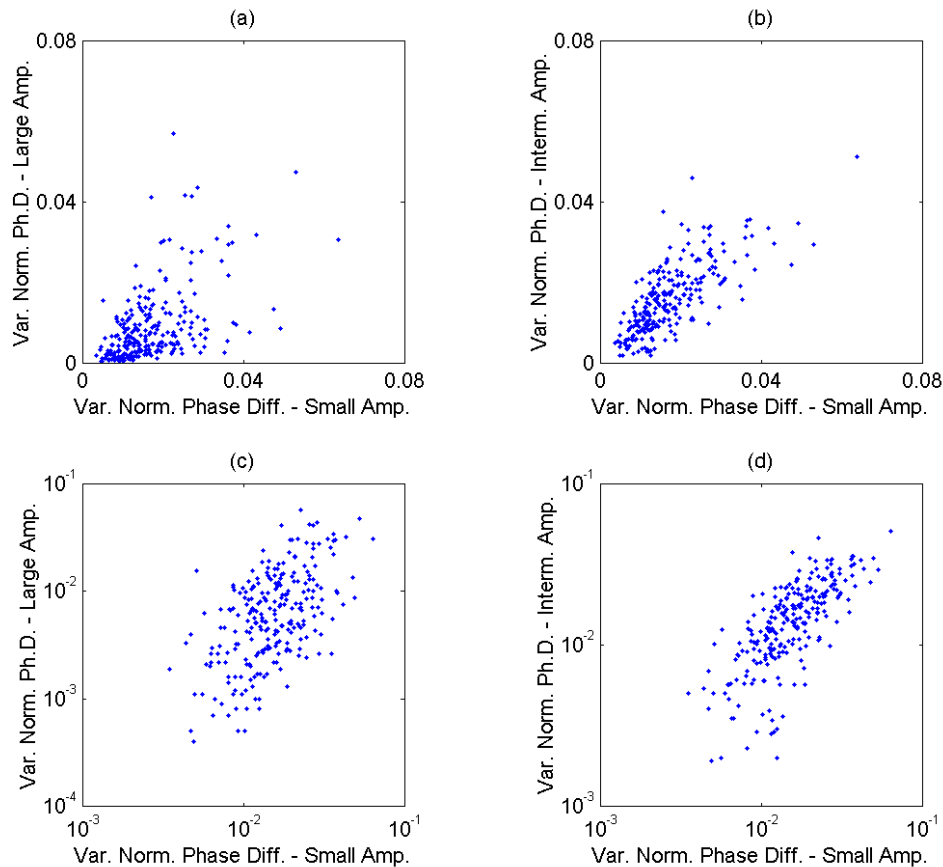 (a)
0.08
0.04
0
0
0.04
0.08
Var. Norm. Ph.D. - Large Amp.
Var. Norm. Phase Diff. - Small Amp.
(b)
0.08
0.04
0
0
0.04
0.08
Var. Norm. Ph.D. - Interm. Amp.
Var. Norm. Phase Diff. - Small Amp.
(c)
10^-1
10^-2
10^-3
10^-4
10^-3
10^-2
10^-1
Var. Norm. Ph.D. - Large Amp.
Var. Norm. Phase Diff. - Small Amp.
(d)
10^-1
10^-2
10^-3
10^-3
10^-2
10^-1
Var. Norm. Ph.D. - Interm. Amp.
Var. Norm. Phase Diff. - Small Amp.